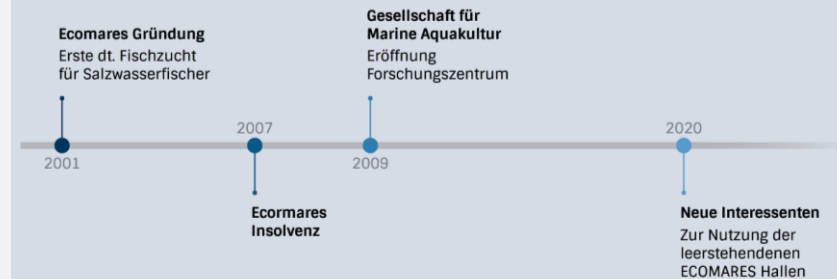 Ecomares Gründung
Erste dt. Fischzucht
für Salzwasserfischer
2001
2007
Ecormares
Insolvenz
Gesellschaft für
Marine Aquakultur
Eröffnung
Forschungszentrum
2009
2020
Neue Interessenten
Zur Nutzung der
leerstehendenen
ECOMARES Hallen